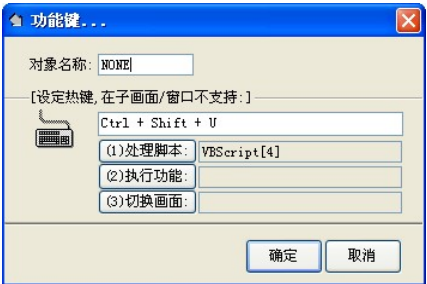 功能键...
对象名称: NONE
[设定热键,在子画面/窗口不支持:]
Ctrl + Shift + U
(1)处理脚本: VBScript[4]
(2)执行功能:
(3)切换画面:
确定 取消